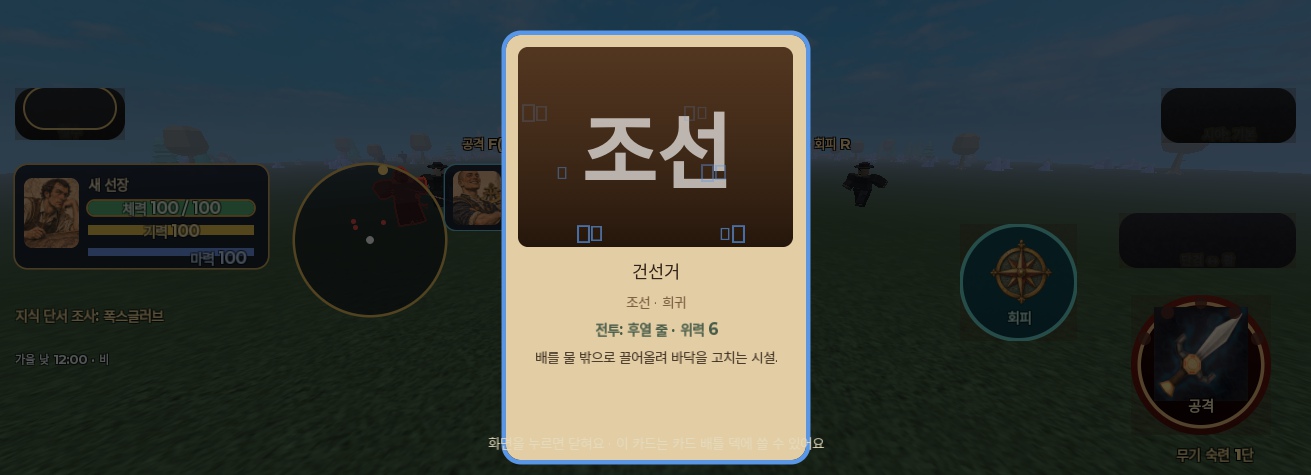 공격 F(
회피 R
조선
새 선장
체력 100 / 100
기력 100
마력 100
건선거
조선 · 희귀
전투: 후열 줄 · 위력 6
배를 물 밖으로 끌어올려 바닥을 고치는 시설.
지식 단서 조사: 폭스글러브
가을 낮 12:00 · 비
회피
공격
화면을 누르면 닫혀요 · 이 카드는 카드 배틀 덱에 쓸 수 있어요
무기 숙련 1단